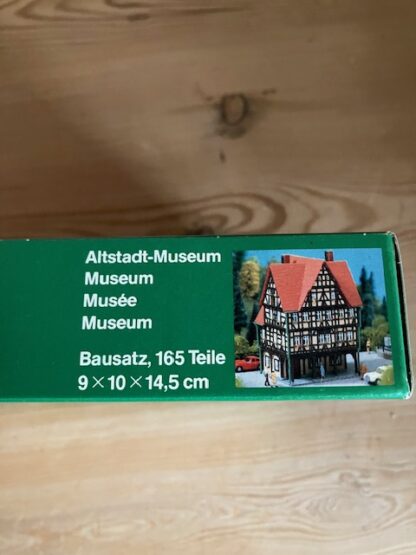 Altstadt-Museum
Museum
Musée
Museum
Bausatz, 165 Teile
9×10×14,5 cm